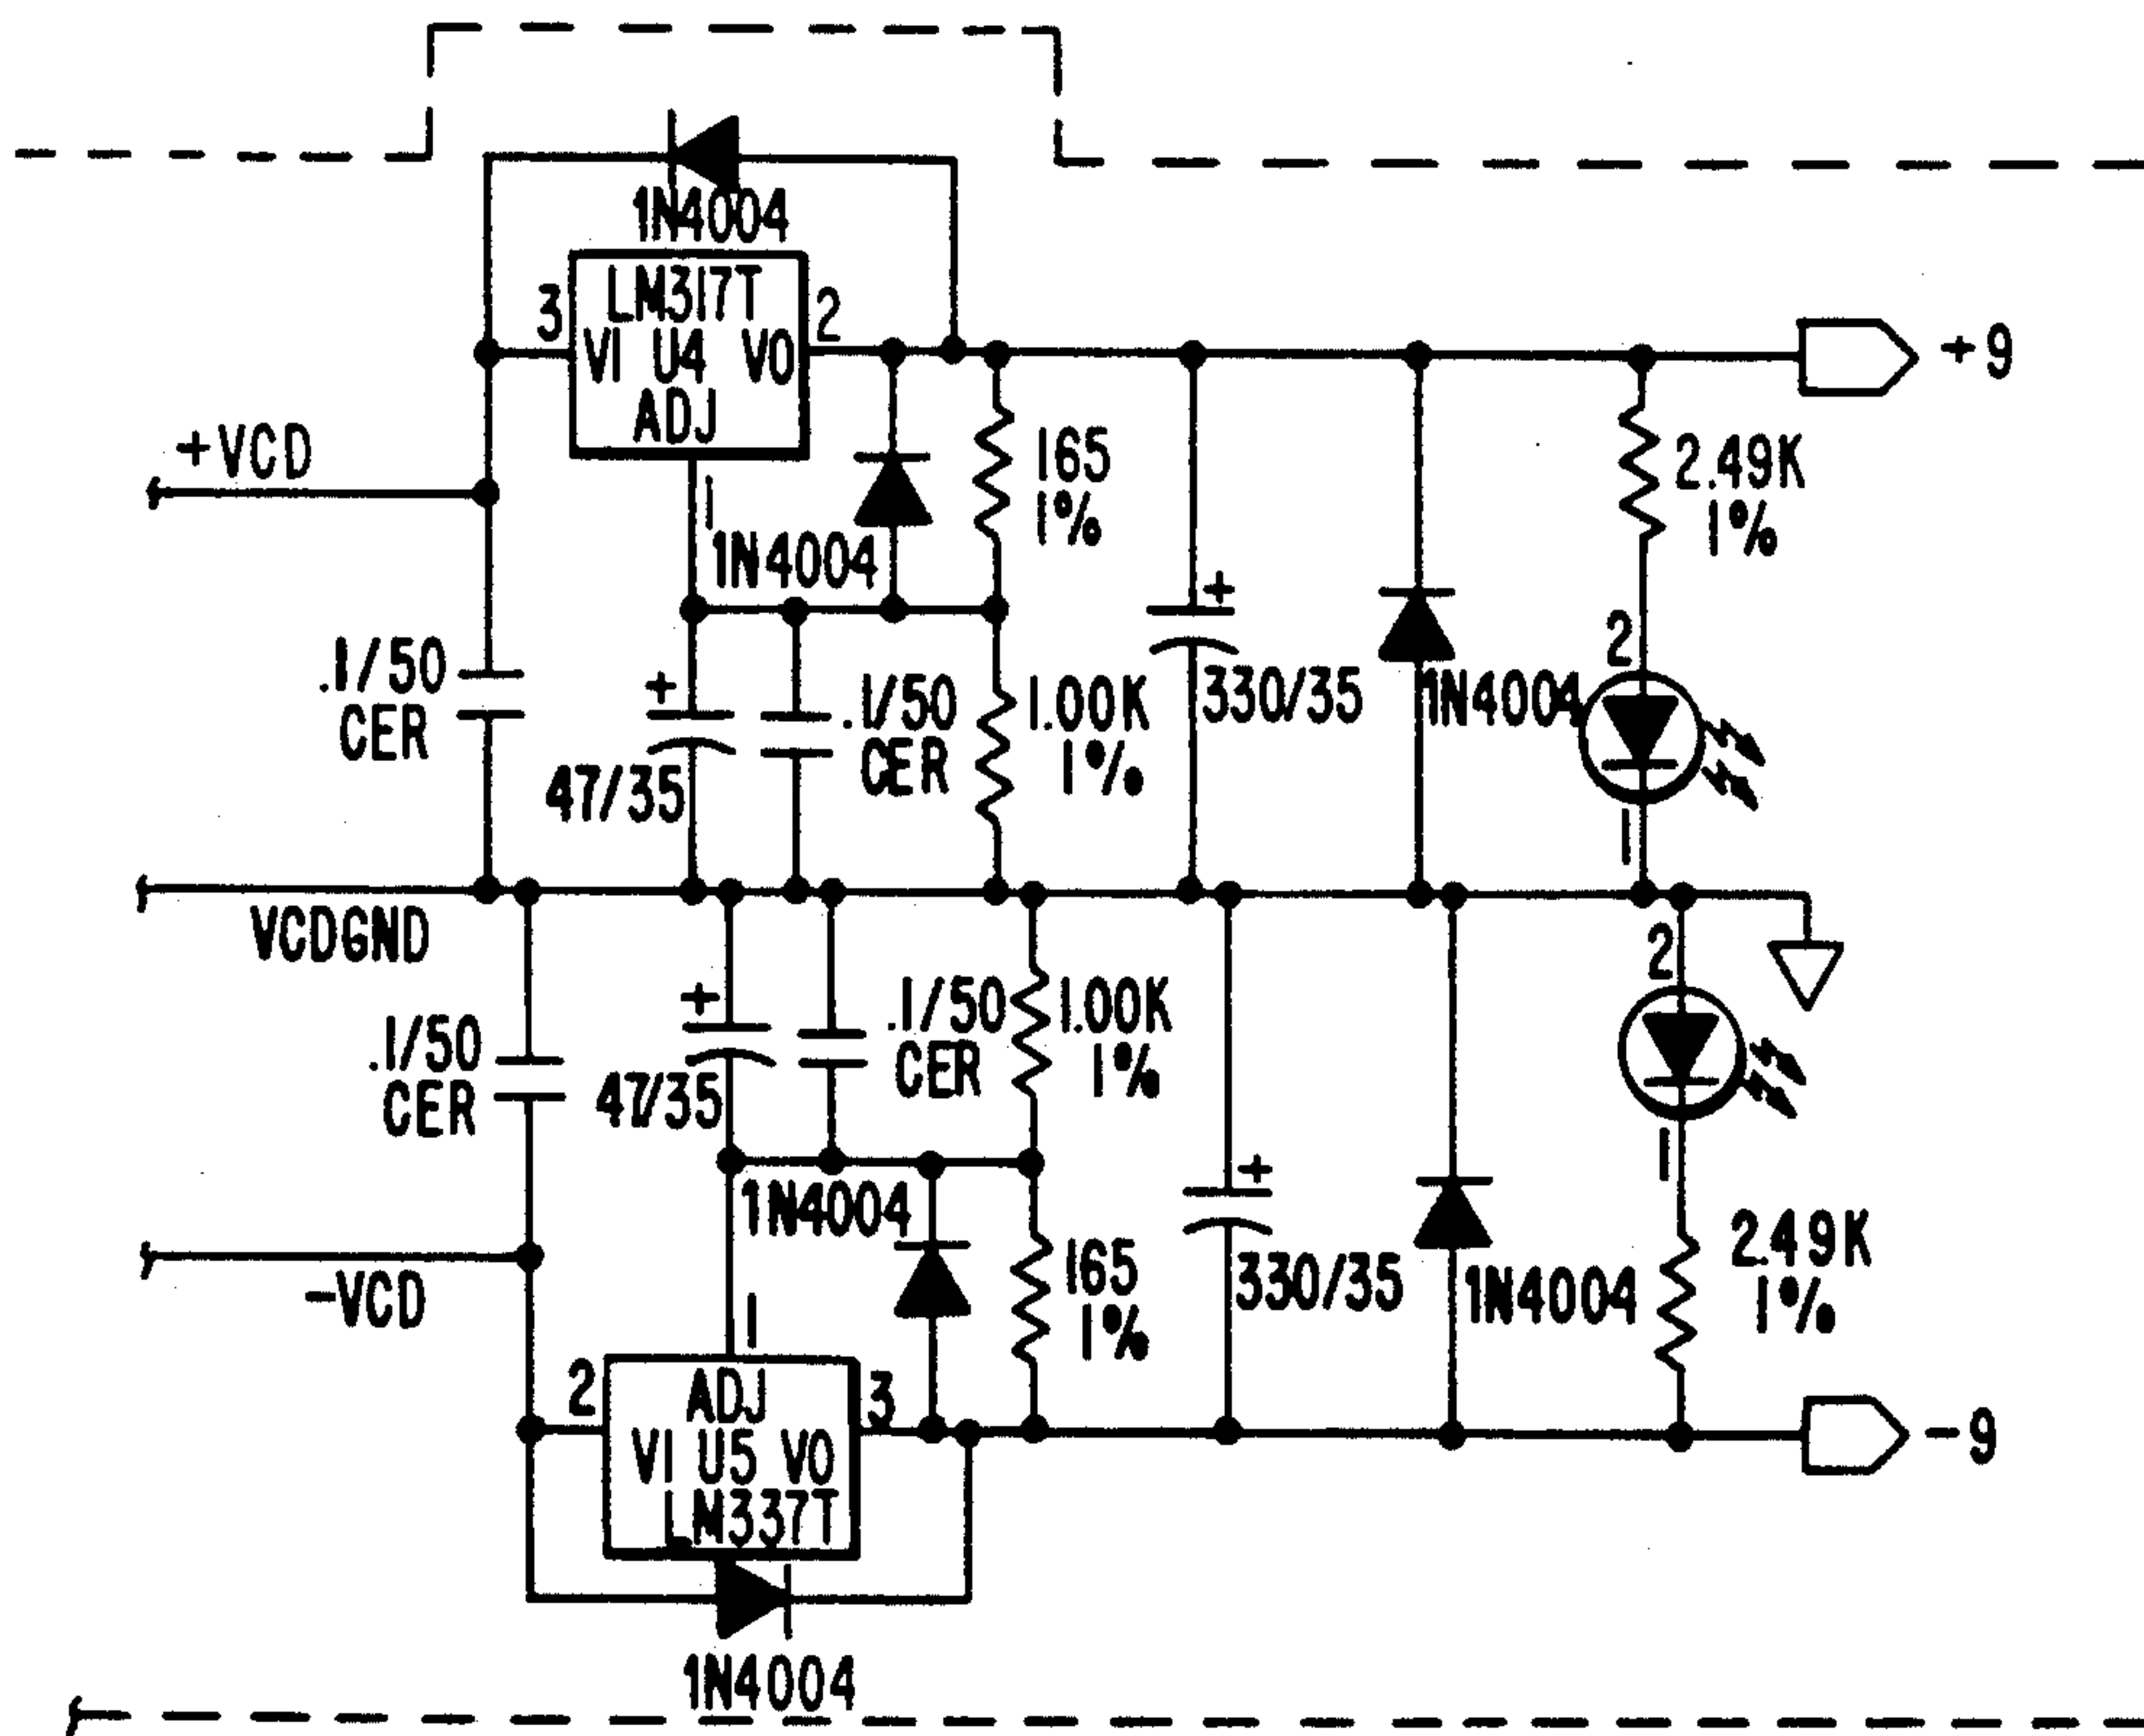 1N4004
LM317T
3
2
VI U4 VO
ADJ
+9
+VCD
165
1%
2.49K
1%
1
1N4004
+
2
.1/50
CER
+
47/35
.1/50
CER
1.00K
1%
330/35
1N4004
1
VCDGND
2
+
.1/50
CER
1.00K
1%
.1/50
CER
47/35
1
+
1N4004
-VCD
165
1%
330/35
1N4004
2.49K
1%
1
2
ADJ
3
VI U5 VO
LM337T
-9
1N4004